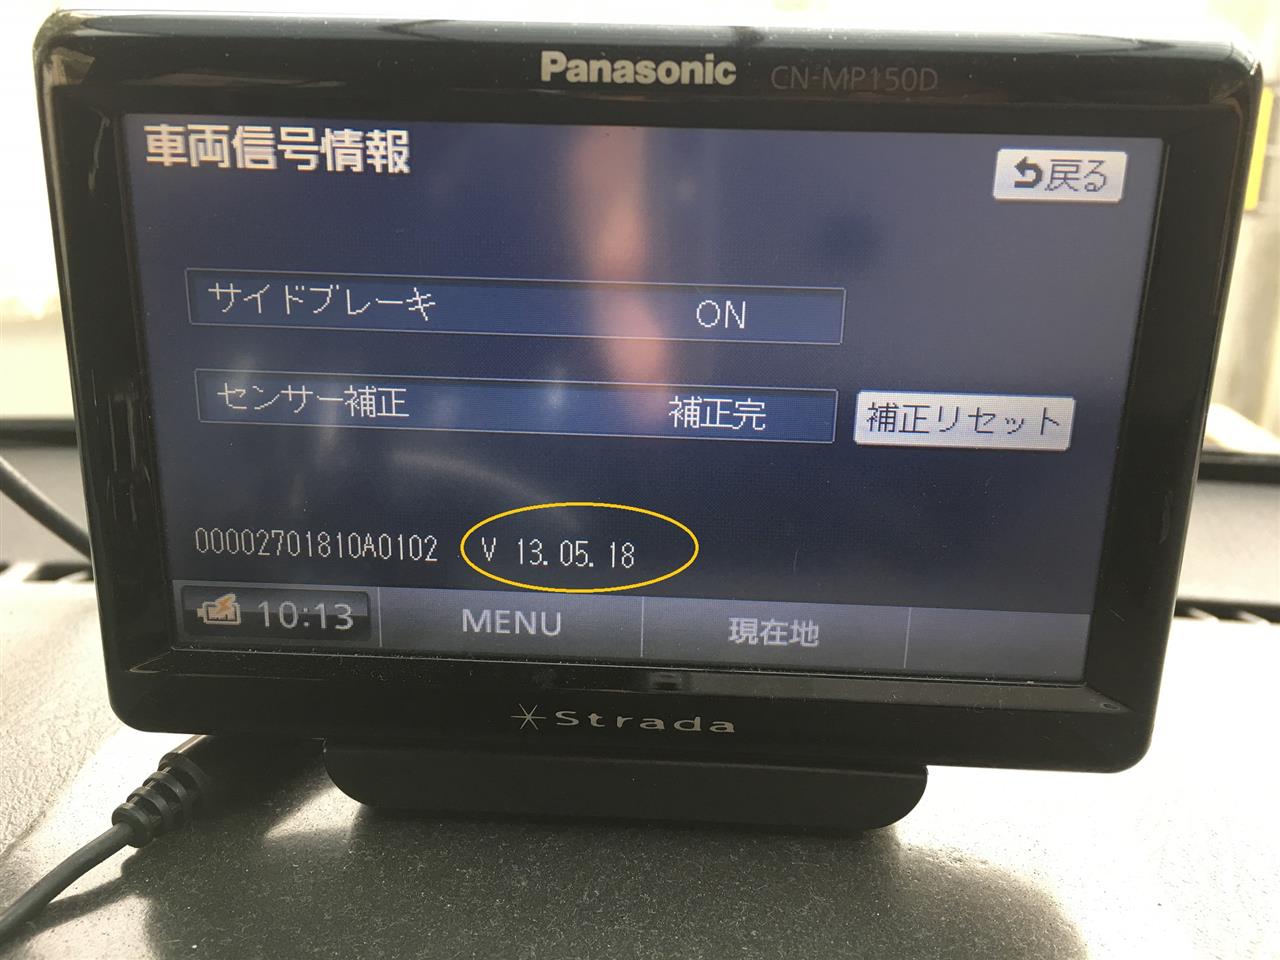 Panasonic CN-MP150D
車両信号情報
戻る
サイドブレーキ ON
センサー補正 補正完 補正リセット
00002701810A0102 V 13.05.18
10:13 MENU 現在地
Strada